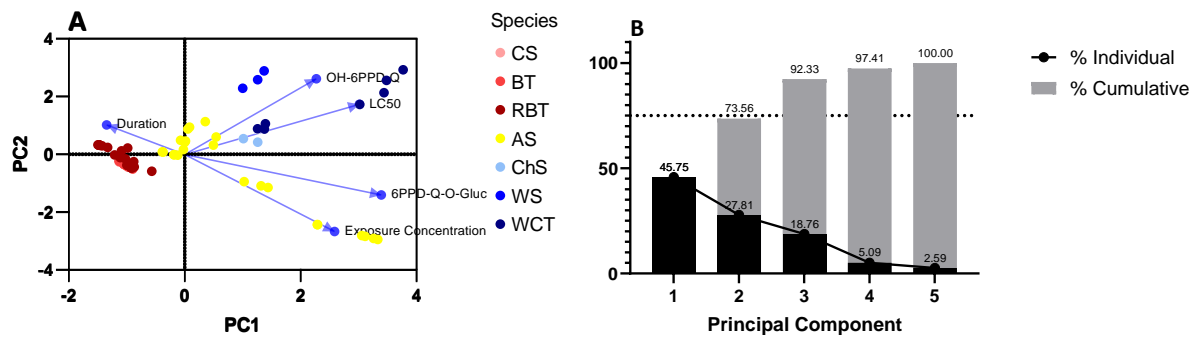 A
4
2
0
-2
-4
PC2
-2
0
2
4
PC1
OH-6PPD-Q
LC50
Duration
6PPD-Q-O-Gluc
Exposure Concentration
Species
CS
BT
RBT
AS
ChS
WS
WCT
B
100
50
0
45.75
73.56
27.81
92.33
18.76
97.41
5.09
100.00
2.59
1
2
3
4
5
Principal Component
% Individual
% Cumulative